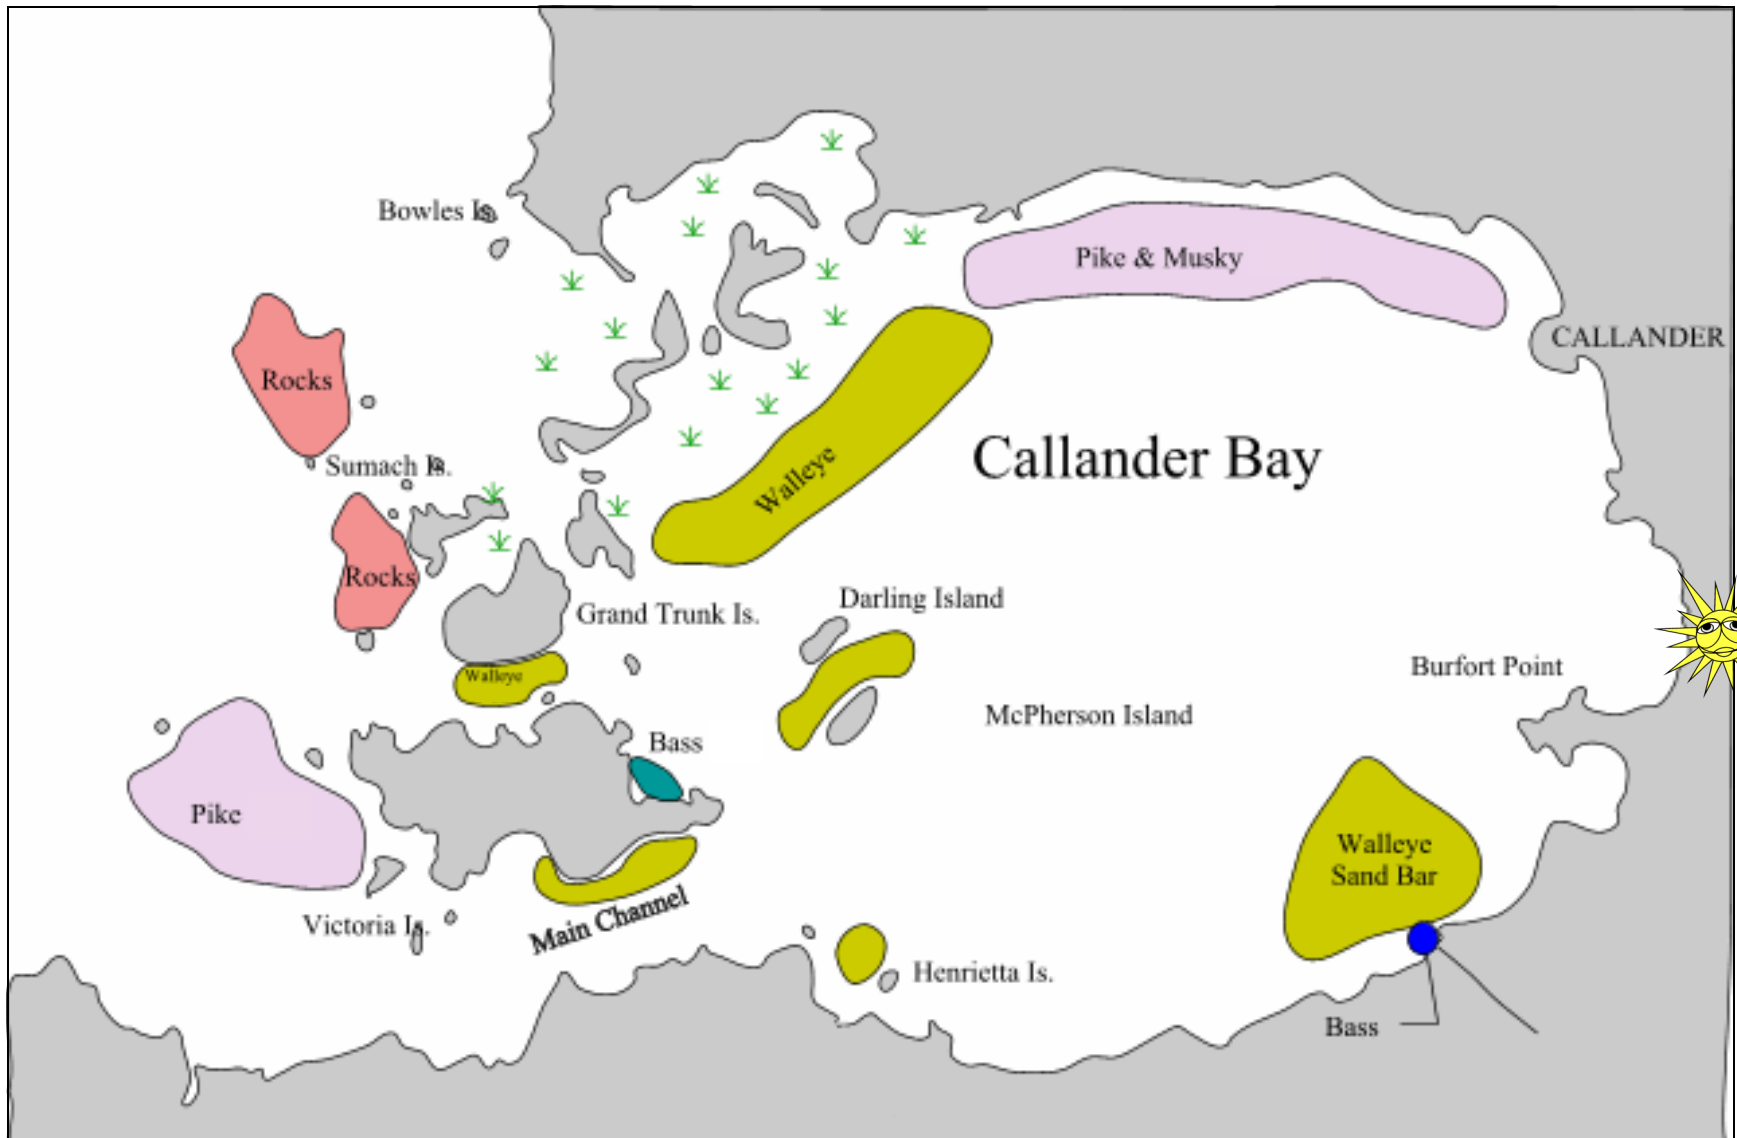 Bowles Is.
Pike & Musky
CALLANDER
Rocks
Callander Bay
Sumach Is.
Walleye
Rocks
Darling Island
Grand Trunk Is.
Burfort Point
Walleye
McPherson Island
Bass
Pike
Walleye
Sand Bar
Victoria Is.
Main Channel
Henrietta Is.
Bass